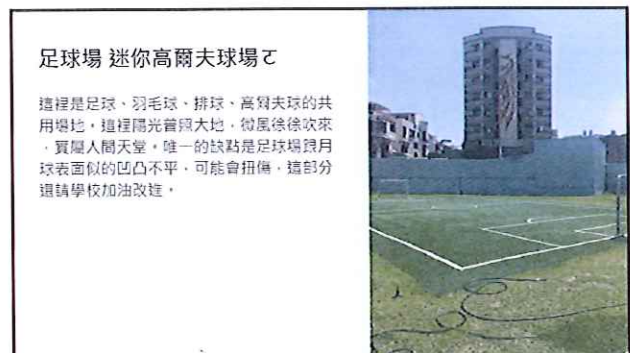 足球場 迷你高爾夫球場ㄛ
這裡是足球、羽毛球、排球、高爾夫球的共
用場地,這裡陽光普照大地,微風徐徐吹來
,實屬人間天堂。唯一的缺點是足球場跟月
球表面似的凹凸不平,可能會扭傷,這部分
還請學校加油改進。